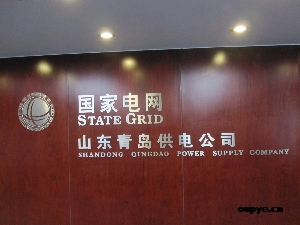 国家电网
STATE GRID
山东青岛供电公司
SHANDONG QINGDAO POWER SUPPLY COMPANY
oupye.cn